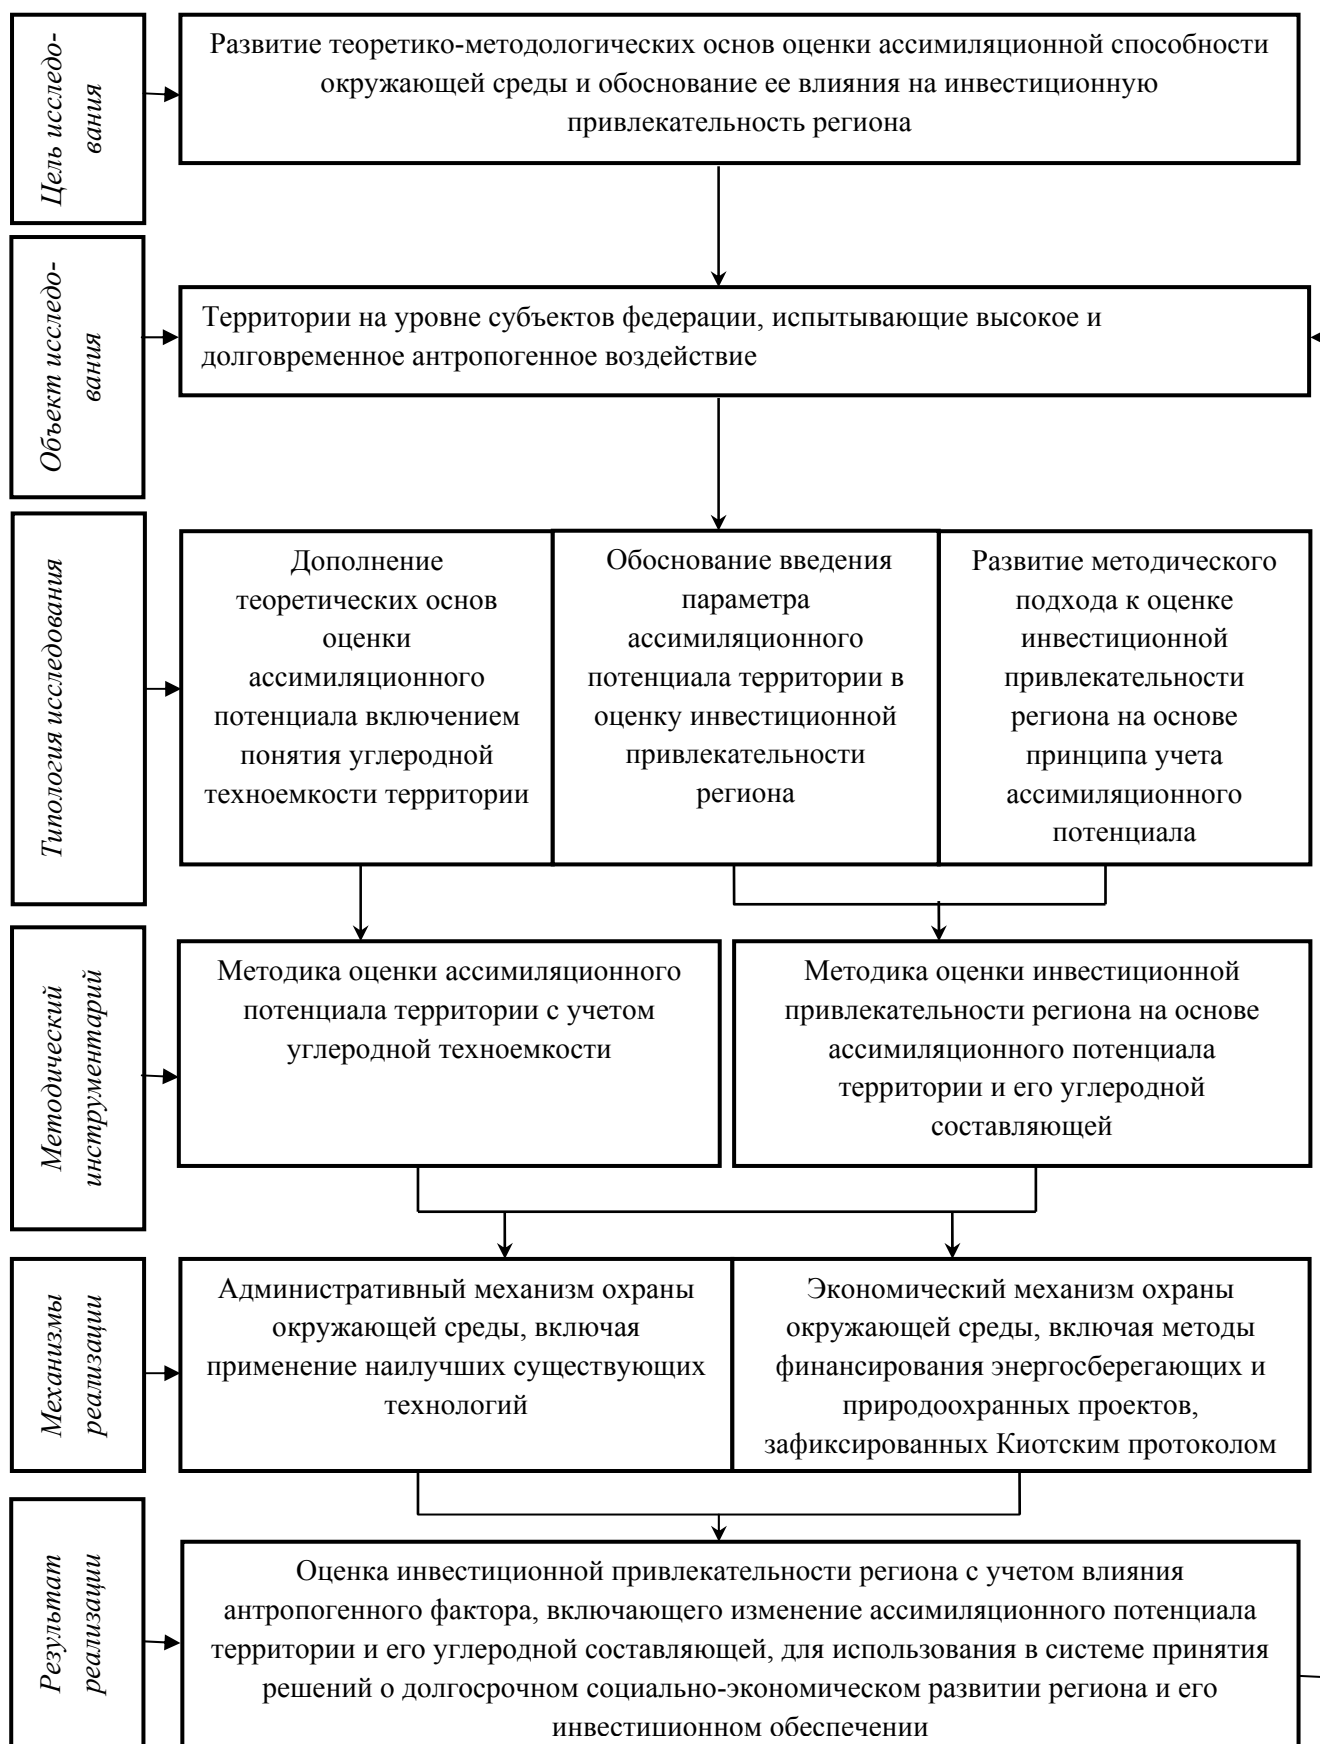 Цель исследо-
вания
Развитие теоретико-методологических основ оценки ассимиляционной способности
окружающей среды и обоснование ее влияния на инвестиционную
привлекательность региона
Объект исследо-
вания
Территории на уровне субъектов федерации, испытывающие высокое и
долговременное антропогенное воздействие
Типология исследования
Дополнение
теоретических основ
оценки
ассимиляционного
потенциала включением
понятия углеродной
техноемкости территории
Обоснование введения
параметра
ассимиляционного
потенциала территории в
оценку инвестиционной
привлекательности
региона
Развитие методического
подхода к оценке
инвестиционной
привлекательности
региона на основе
принципа учета
ассимиляционного
потенциала
Методический
инструментарий
Методика оценки ассимиляционного
потенциала территории с учетом
углеродной техноемкости
Методика оценки инвестиционной
привлекательности региона на основе
ассимиляционного потенциала
территории и его углеродной
составляющей
Механизмы
реализации
Административный механизм охраны
окружающей среды, включая
применение наилучших существующих
технологий
Экономический механизм охраны
окружающей среды, включая методы
финансирования энергосберегающих и
природоохранных проектов,
зафиксированных Киотским протоколом
Результат
реализации
Оценка инвестиционной привлекательности региона с учетом влияния
антропогенного фактора, включающего изменение ассимиляционного потенциала
территории и его углеродной составляющей, для использования в системе принятия
решений о долгосрочном социально-экономическом развитии региона и его
инвестиционном обеспечении